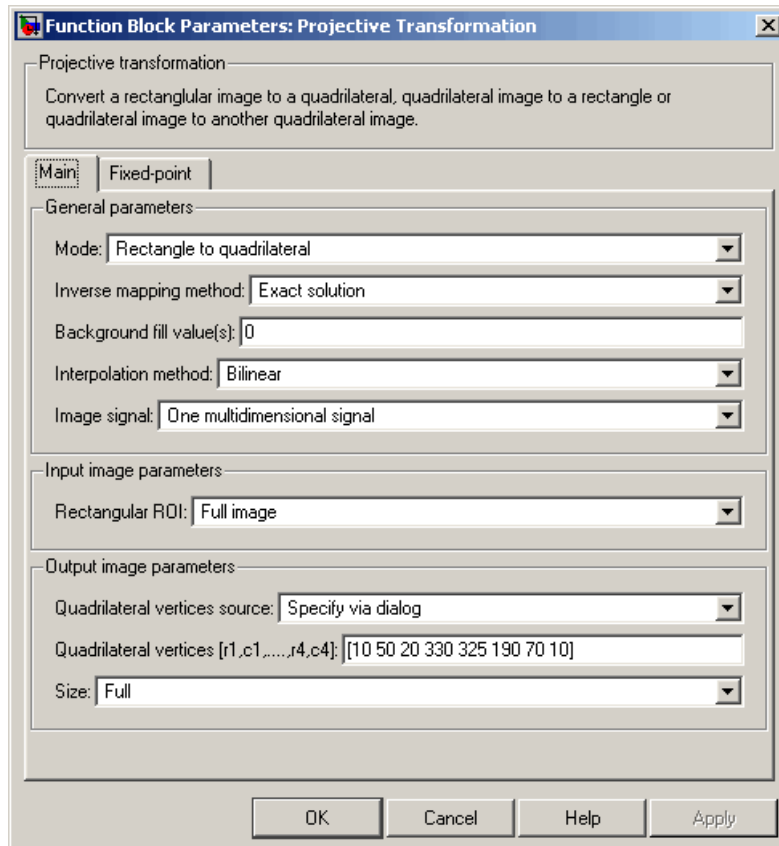 Function Block Parameters: Projective Transformation
Projective transformation
Convert a rectanglular image to a quadrilateral, quadrilateral image to a rectangle or
quadrilateral image to another quadrilateral image.
Main Fixed-point
General parameters
Mode: Rectangle to quadrilateral
Inverse mapping method: Exact solution
Background fill value(s): 0
Interpolation method: Bilinear
Image signal: One multidimensional signal
Input image parameters
Rectangular ROI: Full image
Output image parameters
Quadrilateral vertices source: Specify via dialog
Quadrilateral vertices [r1,c1,....,r4,c4]: [10 50 20 330 325 190 70 10]
Size: Full
OK Cancel Help Apply